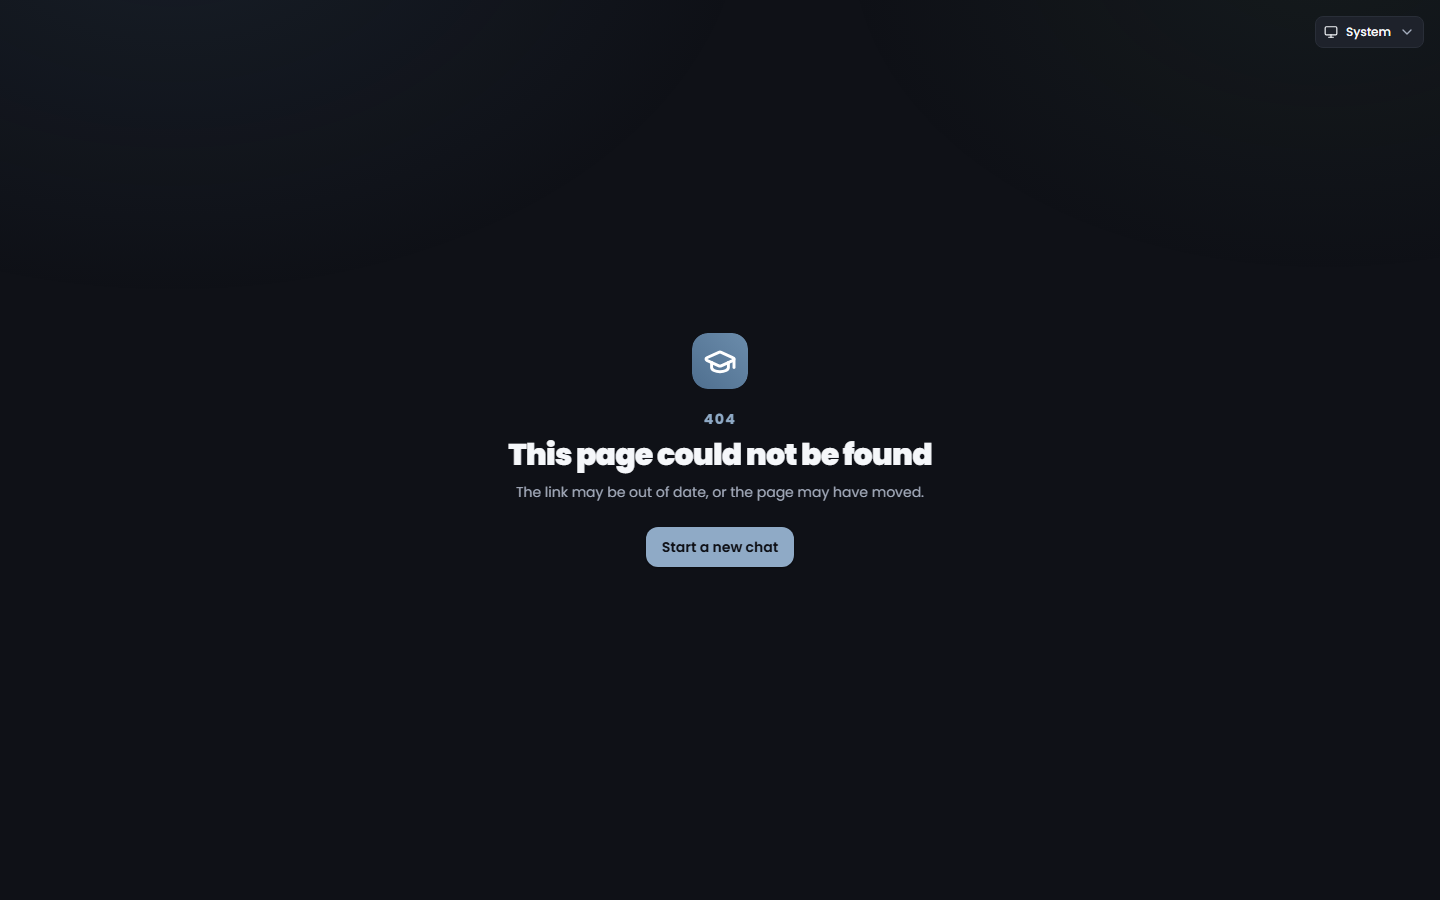 System
404
This page could not be found
The link may be out of date, or the page may have moved.
Start a new chat